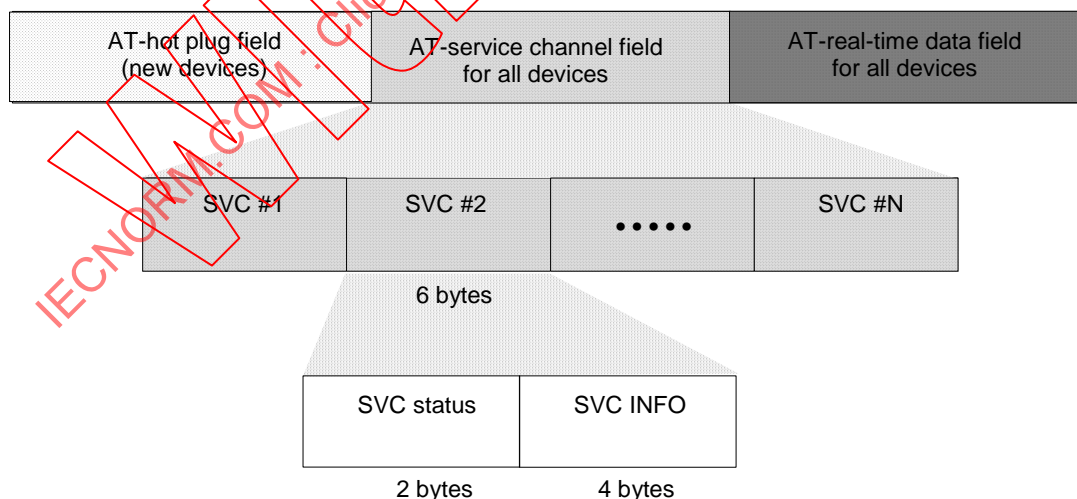 AT-hot plug field
(new devices)
AT-service channel field
for all devices
AT-real-time data field
for all devices
SVC #1
SVC #2
•••••
SVC #N
6 bytes
SVC status
SVC INFO
2 bytes
4 bytes
IECNORM.COM : Clic